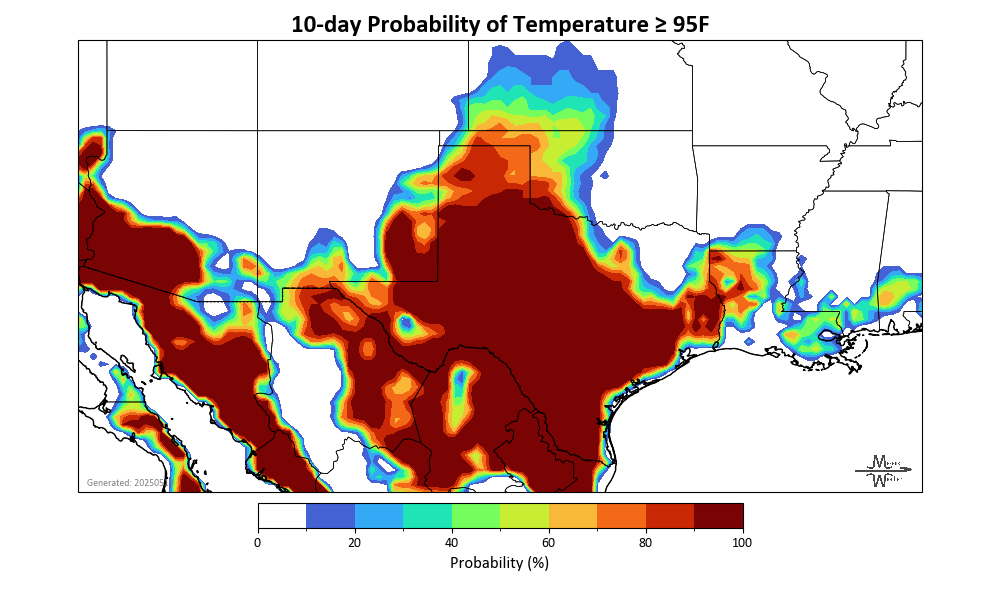 10-day Probability of Temperature ≥ 95F
Generated: 202505
0 20 40 60 80 100
Probability (%)